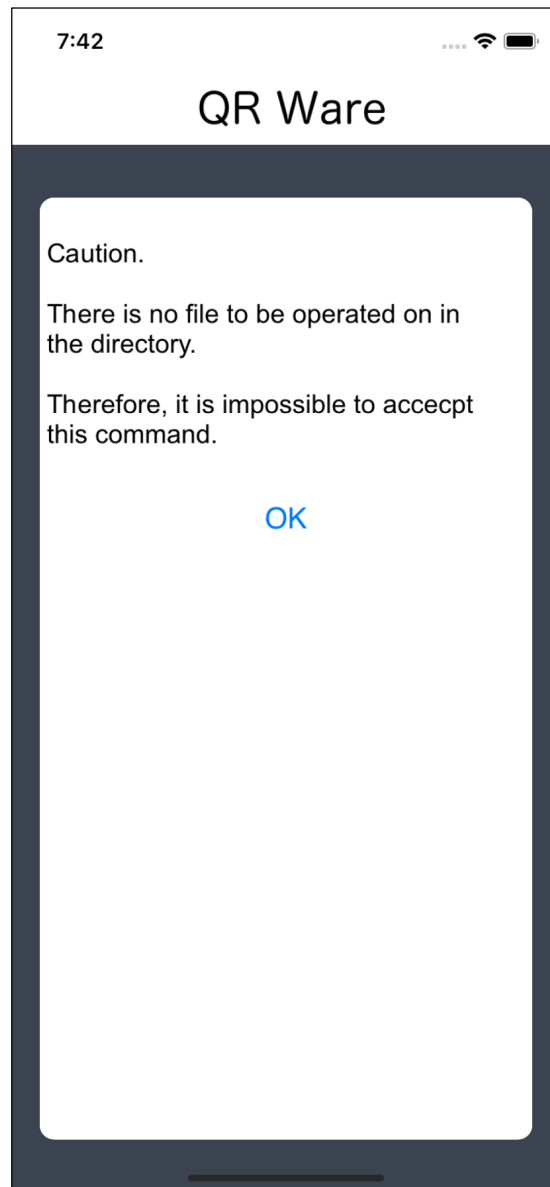 7:42
QR Ware
Caution.
There is no file to be operated on in
the directory.
Therefore, it is impossible to accecpt
this command.
OK